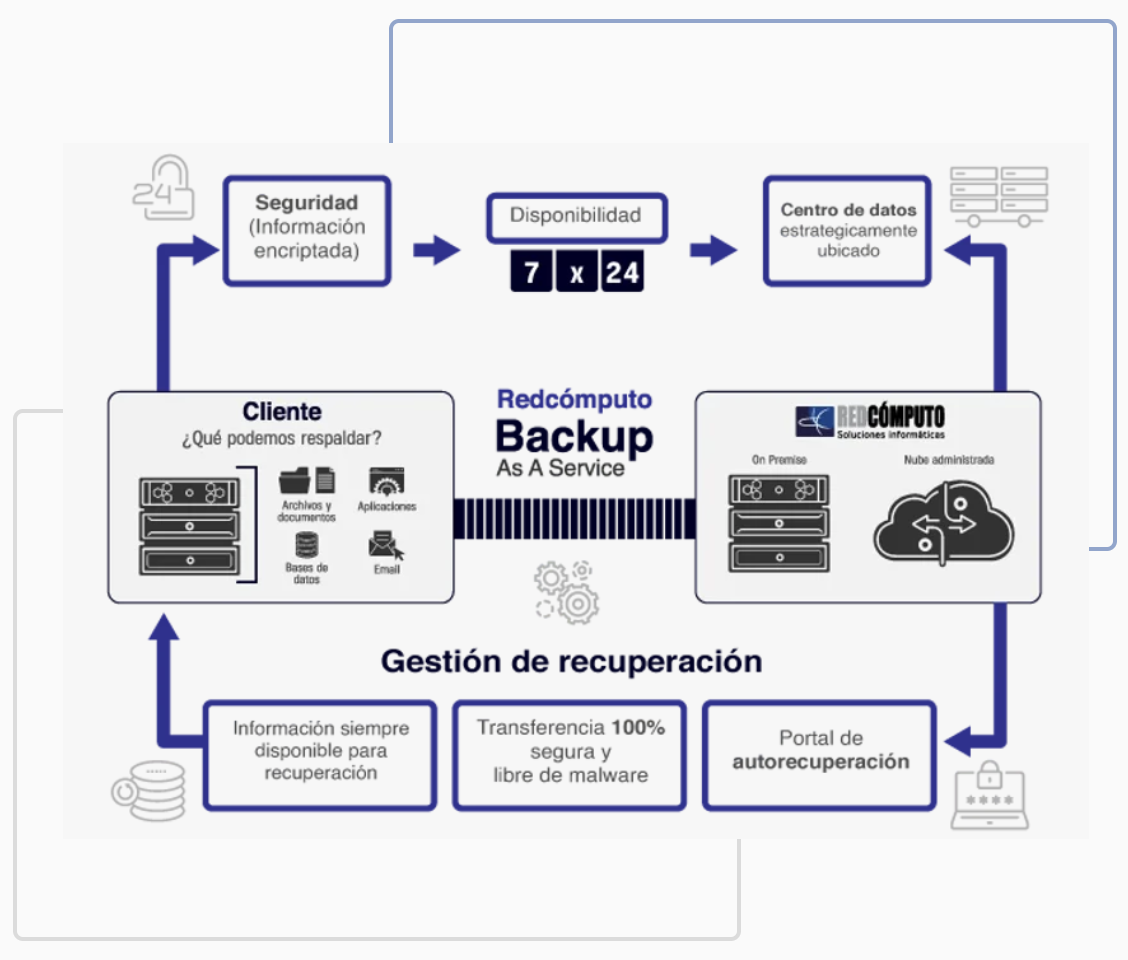 24
Seguridad
(Información
encriptada)
Disponibilidad
7 x 24
Centro de datos
estrategicamente
ubicado
Cliente
¿Qué podemos respaldar?
Archivos y
documentos
Aplicaciones
Bases de
datos
Email
Redcómputo
Backup
As A Service
REDCÓMPUTO
Soluciones informáticas
On Premise
Nube administrada
Gestión de recuperación
Información siempre
disponible para
recuperación
Transferencia 100%
segura y
libre de malware
Portal de
autorecuperación
****